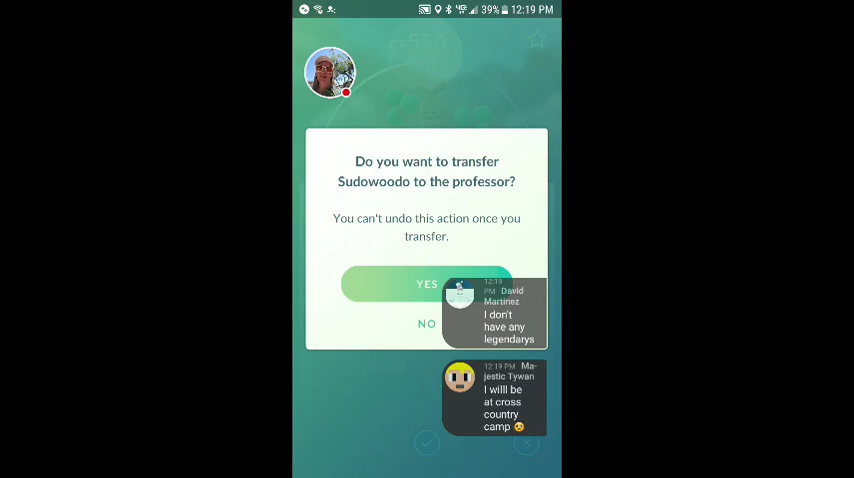 39% 12:19 PM
CP550
Do you want to transfer
Sudowoodo to the professor?
You can't undo this action once you
transfer.
YES
NO
12:19
PM David
Martinez
I don't
have any
legendarys
12:19 PM Ma-
jestic Tywan
I willl be
at cross
country
camp 😢